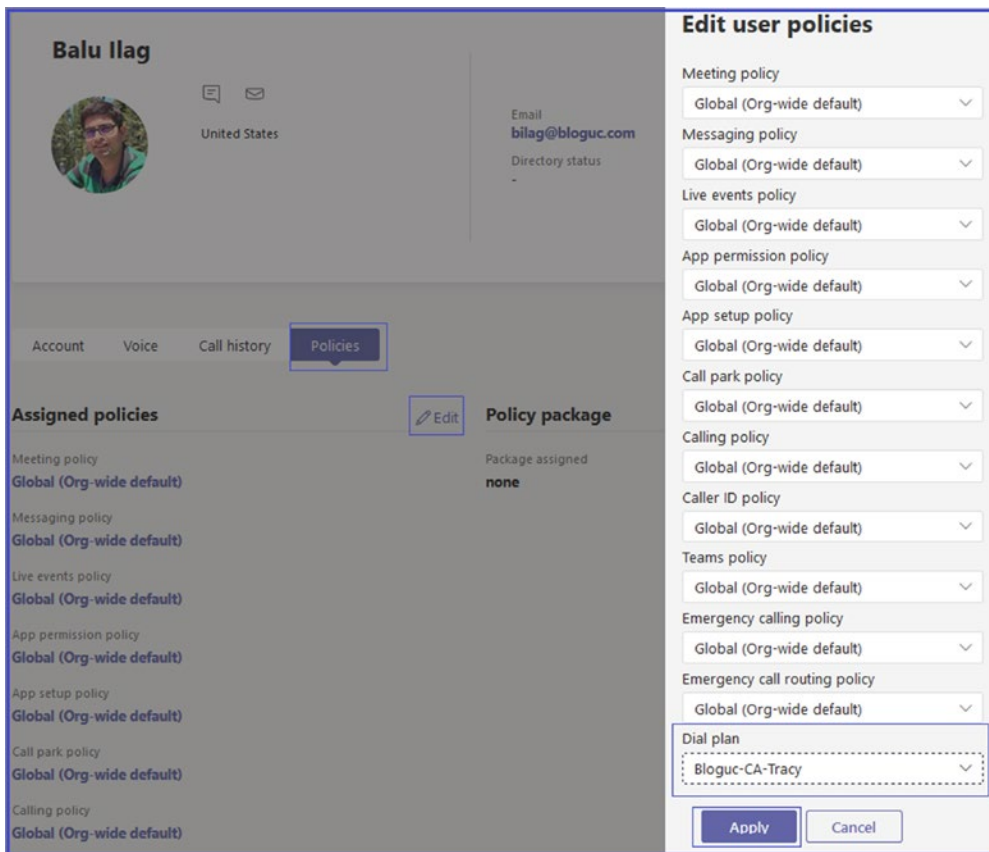 Balu Ilag
United States
Email
bilag@bloguc.com
Directory status
-
Account Voice Call history Policies
Assigned policies
Edit
Meeting policy
Global (Org-wide default)
Messaging policy
Global (Org-wide default)
Live events policy
Global (Org-wide default)
App permission policy
Global (Org-wide default)
App setup policy
Global (Org-wide default)
Call park policy
Global (Org-wide default)
Calling policy
Global (Org-wide default)
Policy package
Package assigned
none
Edit user policies
Meeting policy
Global (Org-wide default)
Messaging policy
Global (Org-wide default)
Live events policy
Global (Org-wide default)
App permission policy
Global (Org-wide default)
App setup policy
Global (Org-wide default)
Call park policy
Global (Org-wide default)
Calling policy
Global (Org-wide default)
Caller ID policy
Global (Org-wide default)
Teams policy
Global (Org-wide default)
Emergency calling policy
Global (Org-wide default)
Emergency call routing policy
Global (Org-wide default)
Dial plan
Bloguc-CA-Tracy
Apply Cancel